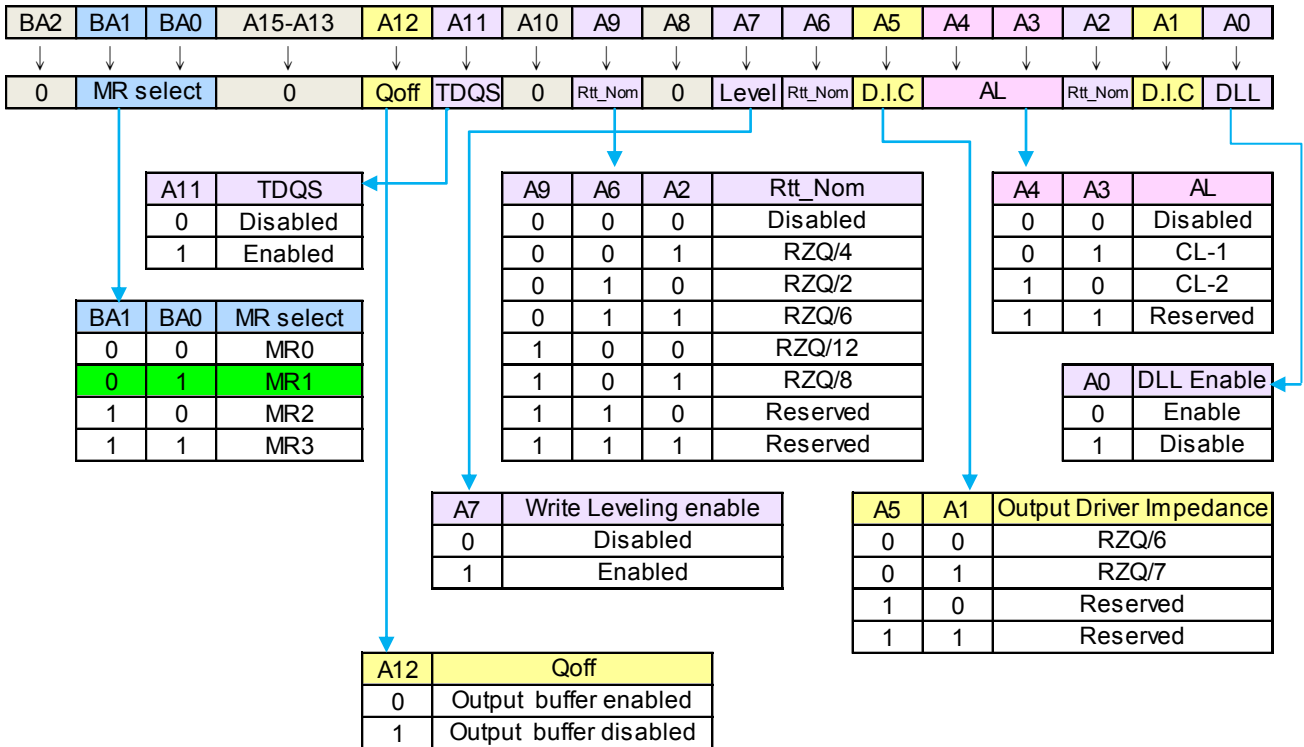 BA2 BA1 BA0 A15-A13 A12 A11 A10 A9 A8 A7 A6 A5 A4 A3 A2 A1 A0
0 MR select 0 Qoff TDQS 0 Rtt_Nom 0 Level Rtt_Nom D.I.C AL Rtt_Nom D.I.C DLL
A11 TDQS
0 Disabled
1 Enabled
A9 A6 A2 Rtt_Nom
0 0 0 Disabled
0 0 1 RZQ/4
0 1 0 RZQ/2
0 1 1 RZQ/6
1 0 0 RZQ/12
1 0 1 RZQ/8
1 1 0 Reserved
1 1 1 Reserved
A4 A3 AL
0 0 Disabled
0 1 CL-1
1 0 CL-2
1 1 Reserved
BA1 BA0 MR select
0 0 MR0
0 1 MR1
1 0 MR2
1 1 MR3
A0 DLL Enable
0 Enable
1 Disable
A7 Write Leveling enable
0 Disabled
1 Enabled
A5 A1 Output Driver Impedance
0 0 RZQ/6
0 1 RZQ/7
1 0 Reserved
1 1 Reserved
A12 Qoff
0 Output buffer enabled
1 Output buffer disabled